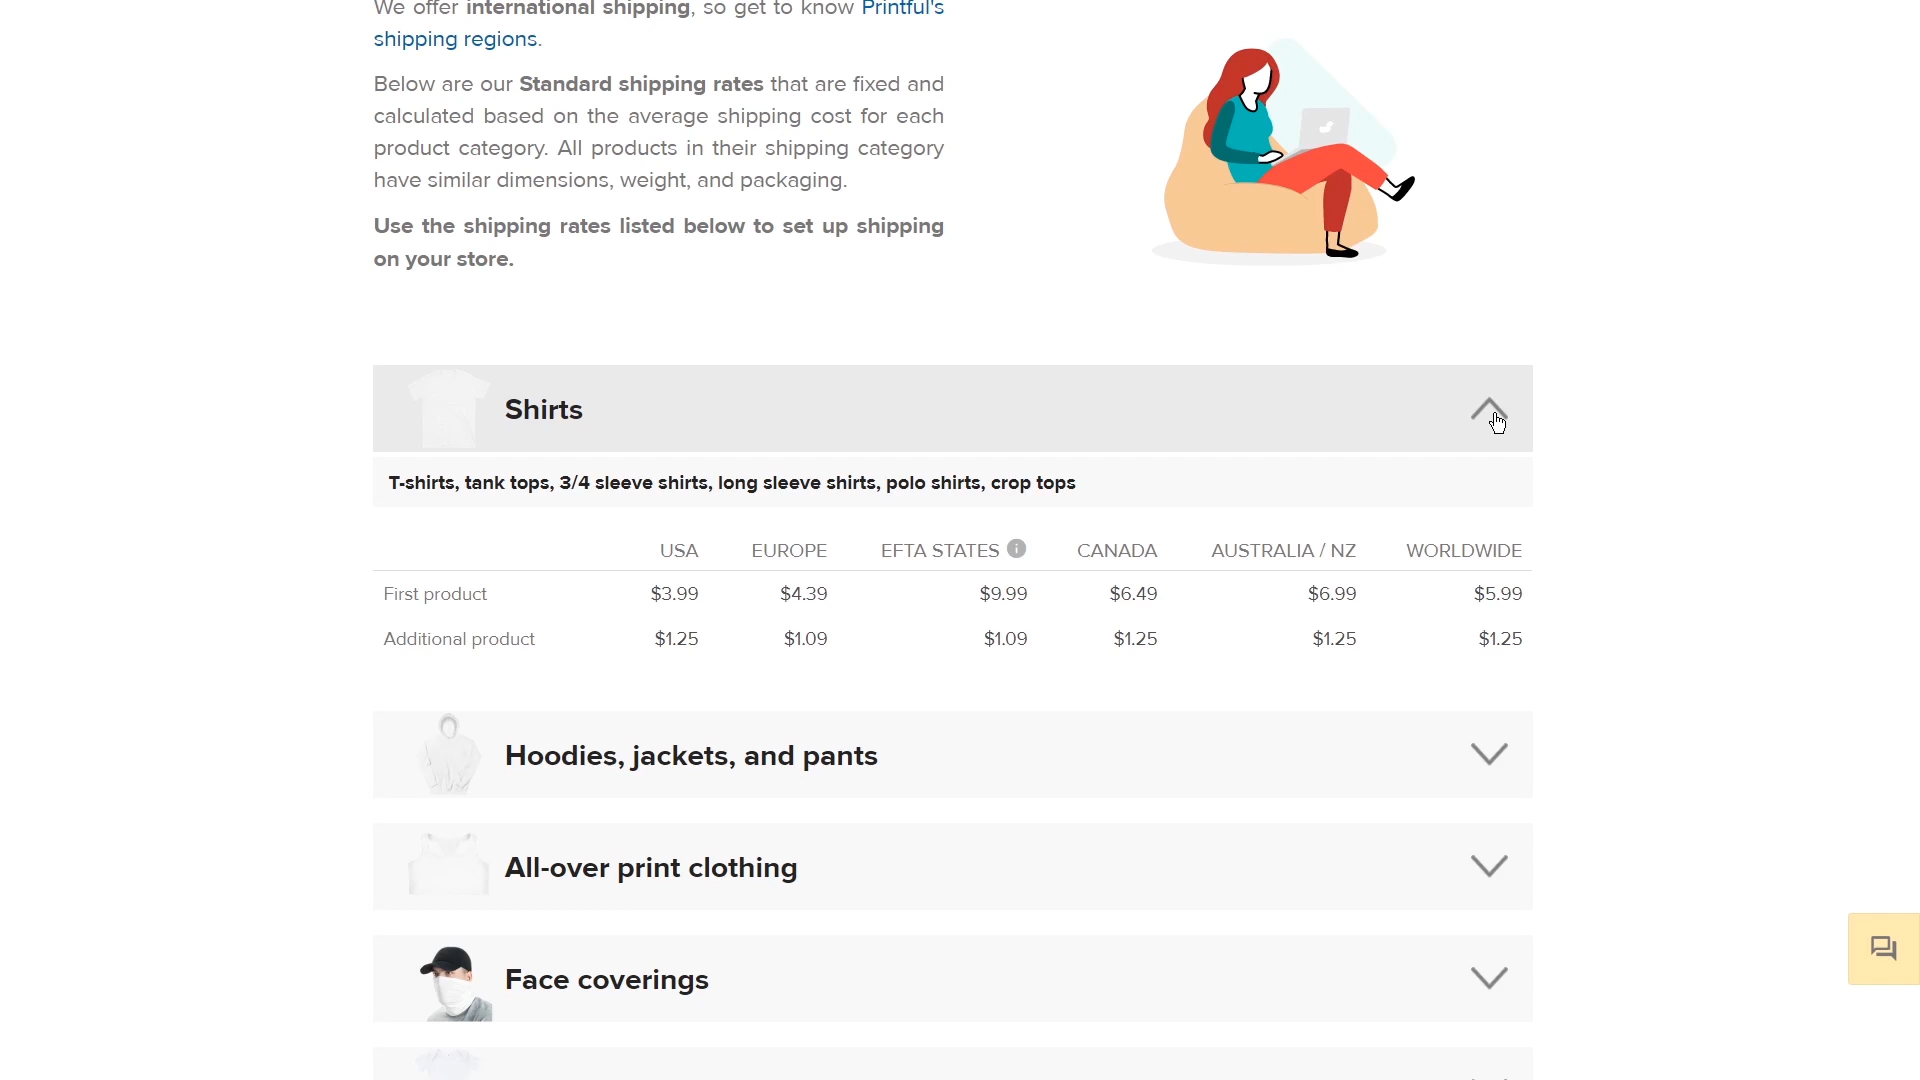 We offer international shipping, so get to know Printful's
shipping regions.
Below are our Standard shipping rates that are fixed and
calculated based on the average shipping cost for each
product category. All products in their shipping category
have similar dimensions, weight, and packaging.
Use the shipping rates listed below to set up shipping
on your store.
Shirts
T-shirts, tank tops, 3/4 sleeve shirts, long sleeve shirts, polo shirts, crop tops
USA EUROPE EFTA STATES CANADA AUSTRALIA / NZ WORLDWIDE
First product $3.99 $4.39 $9.99 $6.49 $6.99 $5.99
Additional product $1.25 $1.09 $1.09 $1.25 $1.25 $1.25
Hoodies, jackets, and pants
All-over print clothing
Face coverings